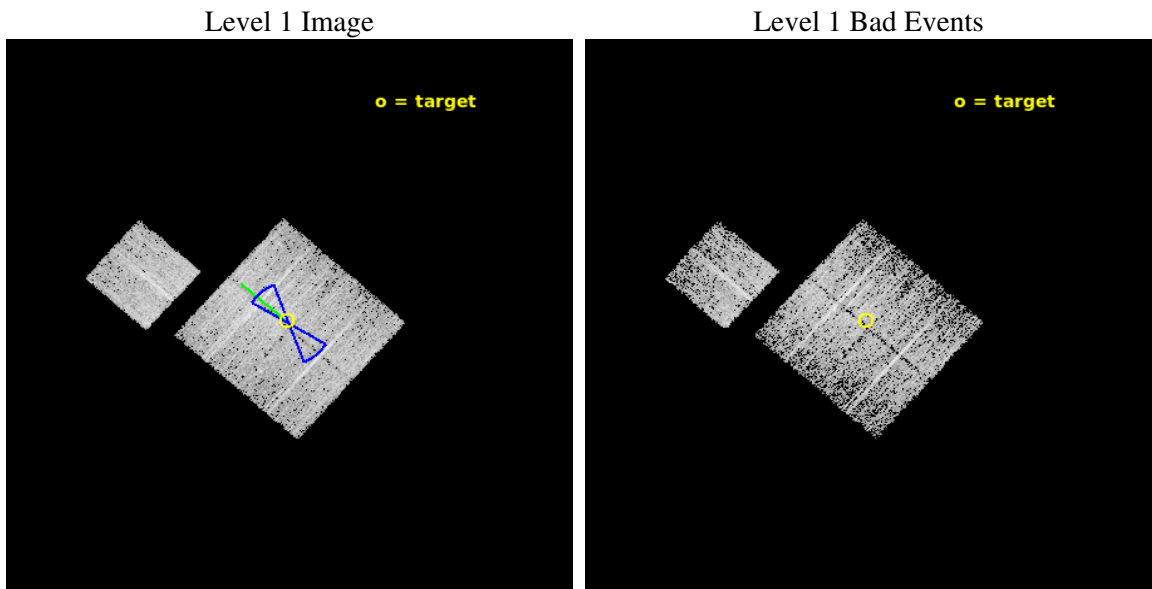 Level 1 Image
Level 1 Bad Events
o = target
o = target